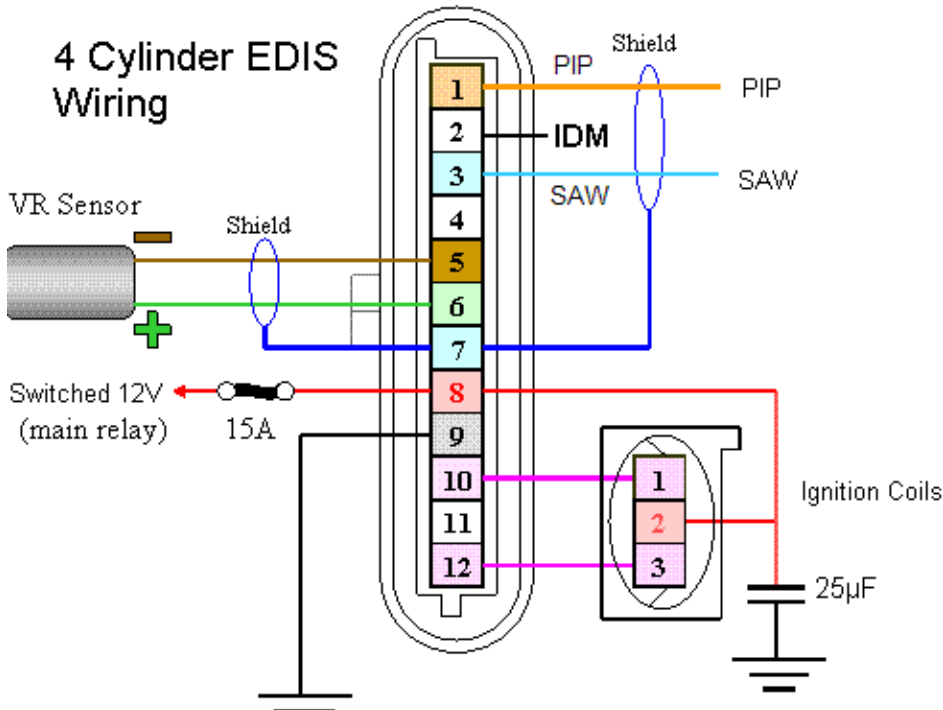 4 Cylinder EDIS
Wiring
Shield
PIP
PIP
IDM
SAW
SAW
VR Sensor
Shield
1
2
3
4
5
6
7
8
9
10
11
12
Switched 12V
(main relay)
15A
1
2
3
Ignition Coils
25µF